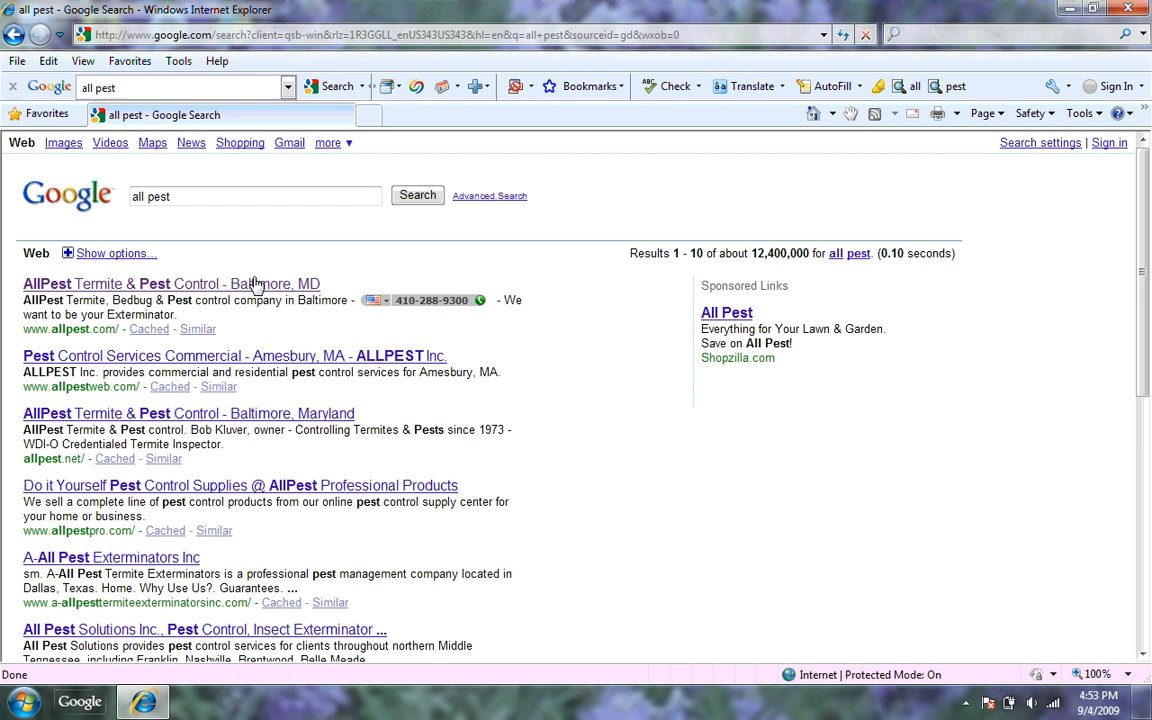 all pest - Google Search - Windows Internet Explorer
http://www.google.com/search?client=qsb-win&rlz=1R3GGLL_enUS343US343&hl=en&q=all+pest&sourceid=gd&wxob=0
File Edit View Favorites Tools Help
Google all pest Search Bookmarks Check Translate AutoFill all pest Sign In
Favorites all pest - Google Search Page Safety Tools
Web Images Videos Maps News Shopping Gmail more ▼ Search settings | Sign in
Google all pest Search Advanced Search
Web Show options... Results 1 - 10 of about 12,400,000 for all pest. (0.10 seconds)
AllPest Termite & Pest Control - Baltimore, MD
AllPest Termite, Bedbug & Pest control company in Baltimore - 410-288-9300 - We
want to be your Exterminator.
www.allpest.com/ - Cached - Similar
Pest Control Services Commercial - Amesbury, MA - ALLPEST Inc.
ALLPEST Inc. provides commercial and residential pest control services for Amesbury, MA.
www.allpestweb.com/ - Cached - Similar
AllPest Termite & Pest Control - Baltimore, Maryland
AllPest Termite & Pest control. Bob Kluver, owner - Controlling Termites & Pests since 1973 -
WDI-O Credentialed Termite Inspector.
allpest.net/ - Cached - Similar
Do it Yourself Pest Control Supplies @ AllPest Professional Products
We sell a complete line of pest control products from our online pest control supply center for
your home or business.
www.allpestpro.com/ - Cached - Similar
A-All Pest Exterminators Inc
sm. A-All Pest Termite Exterminators is a professional pest management company located in
Dallas, Texas. Home. Why Use Us?. Guarantees. ...
www.a-allpesttermiteexterminatorsinc.com/ - Cached - Similar
All Pest Solutions Inc., Pest Control, Insect Exterminator ...
All Pest Solutions provides pest control services for clients throughout northern Middle
Tennessee, including Franklin, Nashville, Brentwood, Belle Meade
Sponsored Links
All Pest
Everything for Your Lawn & Garden.
Save on All Pest!
Shopzilla.com
Done Internet | Protected Mode: On 100%
Google 4:53 PM
9/4/2009